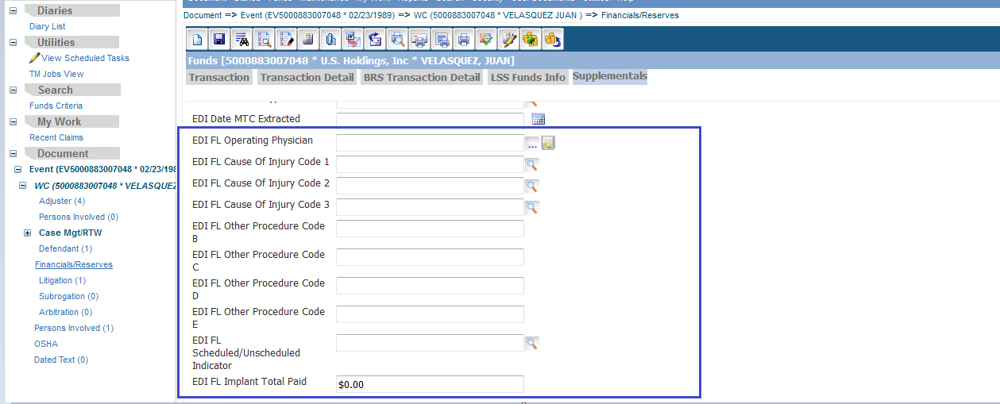 Diaries
Diary List
Utilities
View Scheduled Tasks
TM Jobs View
Search
Funds Criteria
My Work
Recent Claims
Document
Event (EV5000883007048 * 02/23/198
WC (5000883007048 * VELASQUEZ
Adjuster (4)
Persons Involved (0)
Case Mgt/RTW
Defendant (1)
Financials/Reserves
Litigation (1)
Subrogation (0)
Arbitration (0)
Persons Involved (1)
OSHA
Dated Text (0)
Document => Event (EV5000883007048 * 02/23/1989) => WC (5000883007048 * VELASQUEZ JUAN ) => Financials/Reserves
Funds [5000883007048 * U.S. Holdings, Inc * VELASQUEZ, JUAN]
Transaction Transaction Detail BRS Transaction Detail LSS Funds Info Supplementals
EDI Date MTC Extracted
EDI FL Operating Physician ...
EDI FL Cause Of Injury Code 1
EDI FL Cause Of Injury Code 2
EDI FL Cause Of Injury Code 3
EDI FL Other Procedure Code
B
EDI FL Other Procedure Code
C
EDI FL Other Procedure Code
D
EDI FL Other Procedure Code
E
EDI FL
Scheduled/Unscheduled
Indicator
EDI FL Implant Total Paid $0.00